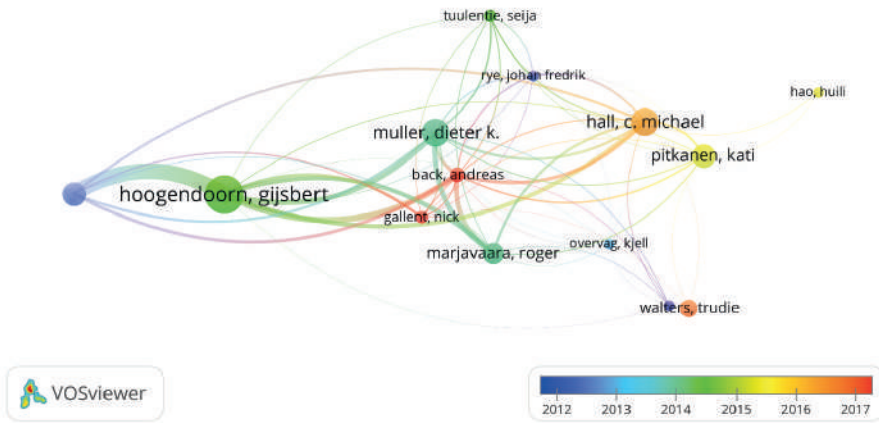 tuulentie, seija
rye, johan fredrik
hao, huili
hall, c. michael
muller, dieter k.
pitkanen, kati
back, andreas
hoogendoorn, gijsbert
gallent, nick
overvag, kjell
marjavaara, roger
walters, trudie
VOSviewer
2012 2013 2014 2015 2016 2017